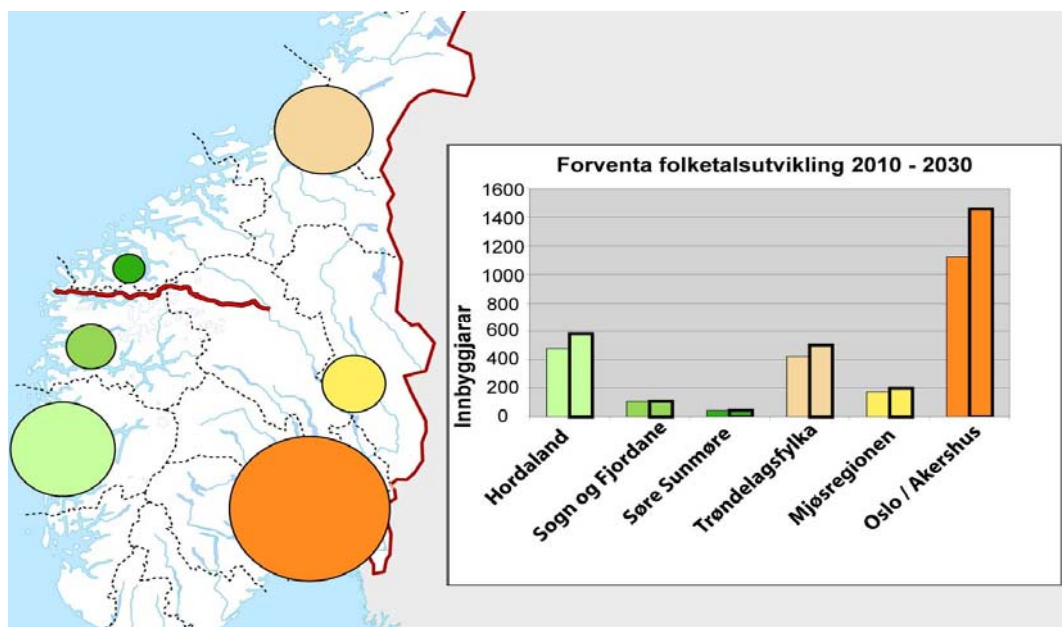 Forventa folketalsutvikling 2010 - 2030
Innbyggjarar
1600
1400
1200
1000
800
600
400
200
0
Hordaland
Sogn og Fjordane
Søre Sunmøre
Trøndelagsfylka
Mjøsregionen
Oslo / Akershus